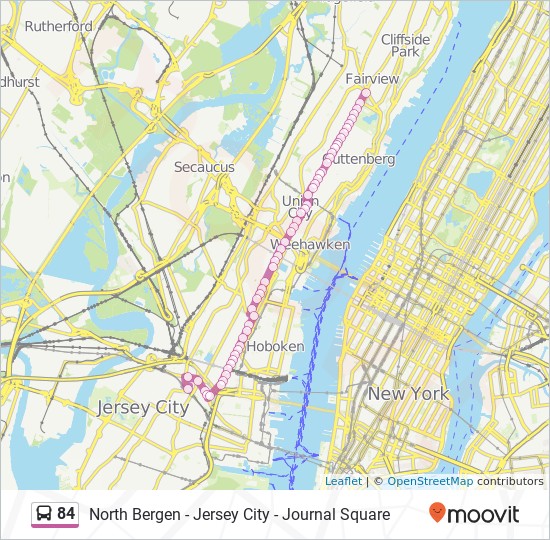 Rutherford
Cliffside
Park
Fairview
dhurst
Secaucus
Guttenberg
on
Union
City
Weehawken
Hoboken
New York
Jersey City
Leaflet | © OpenStreetMap contributors
84 North Bergen - Jersey City - Journal Square
moovit